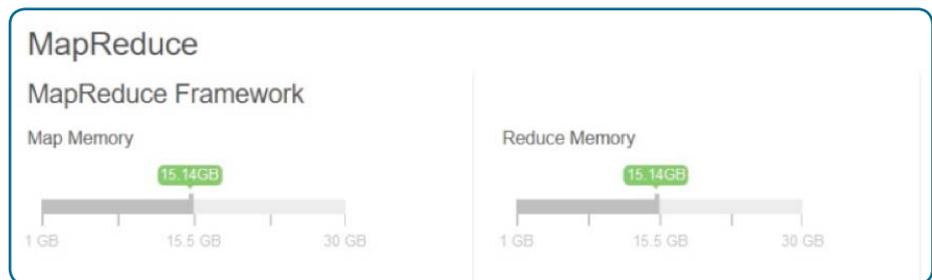 MapReduce
MapReduce Framework
Map Memory
15.14GB
1 GB 15.5 GB 30 GB
Reduce Memory
15.14GB
1 GB 15.5 GB 30 GB